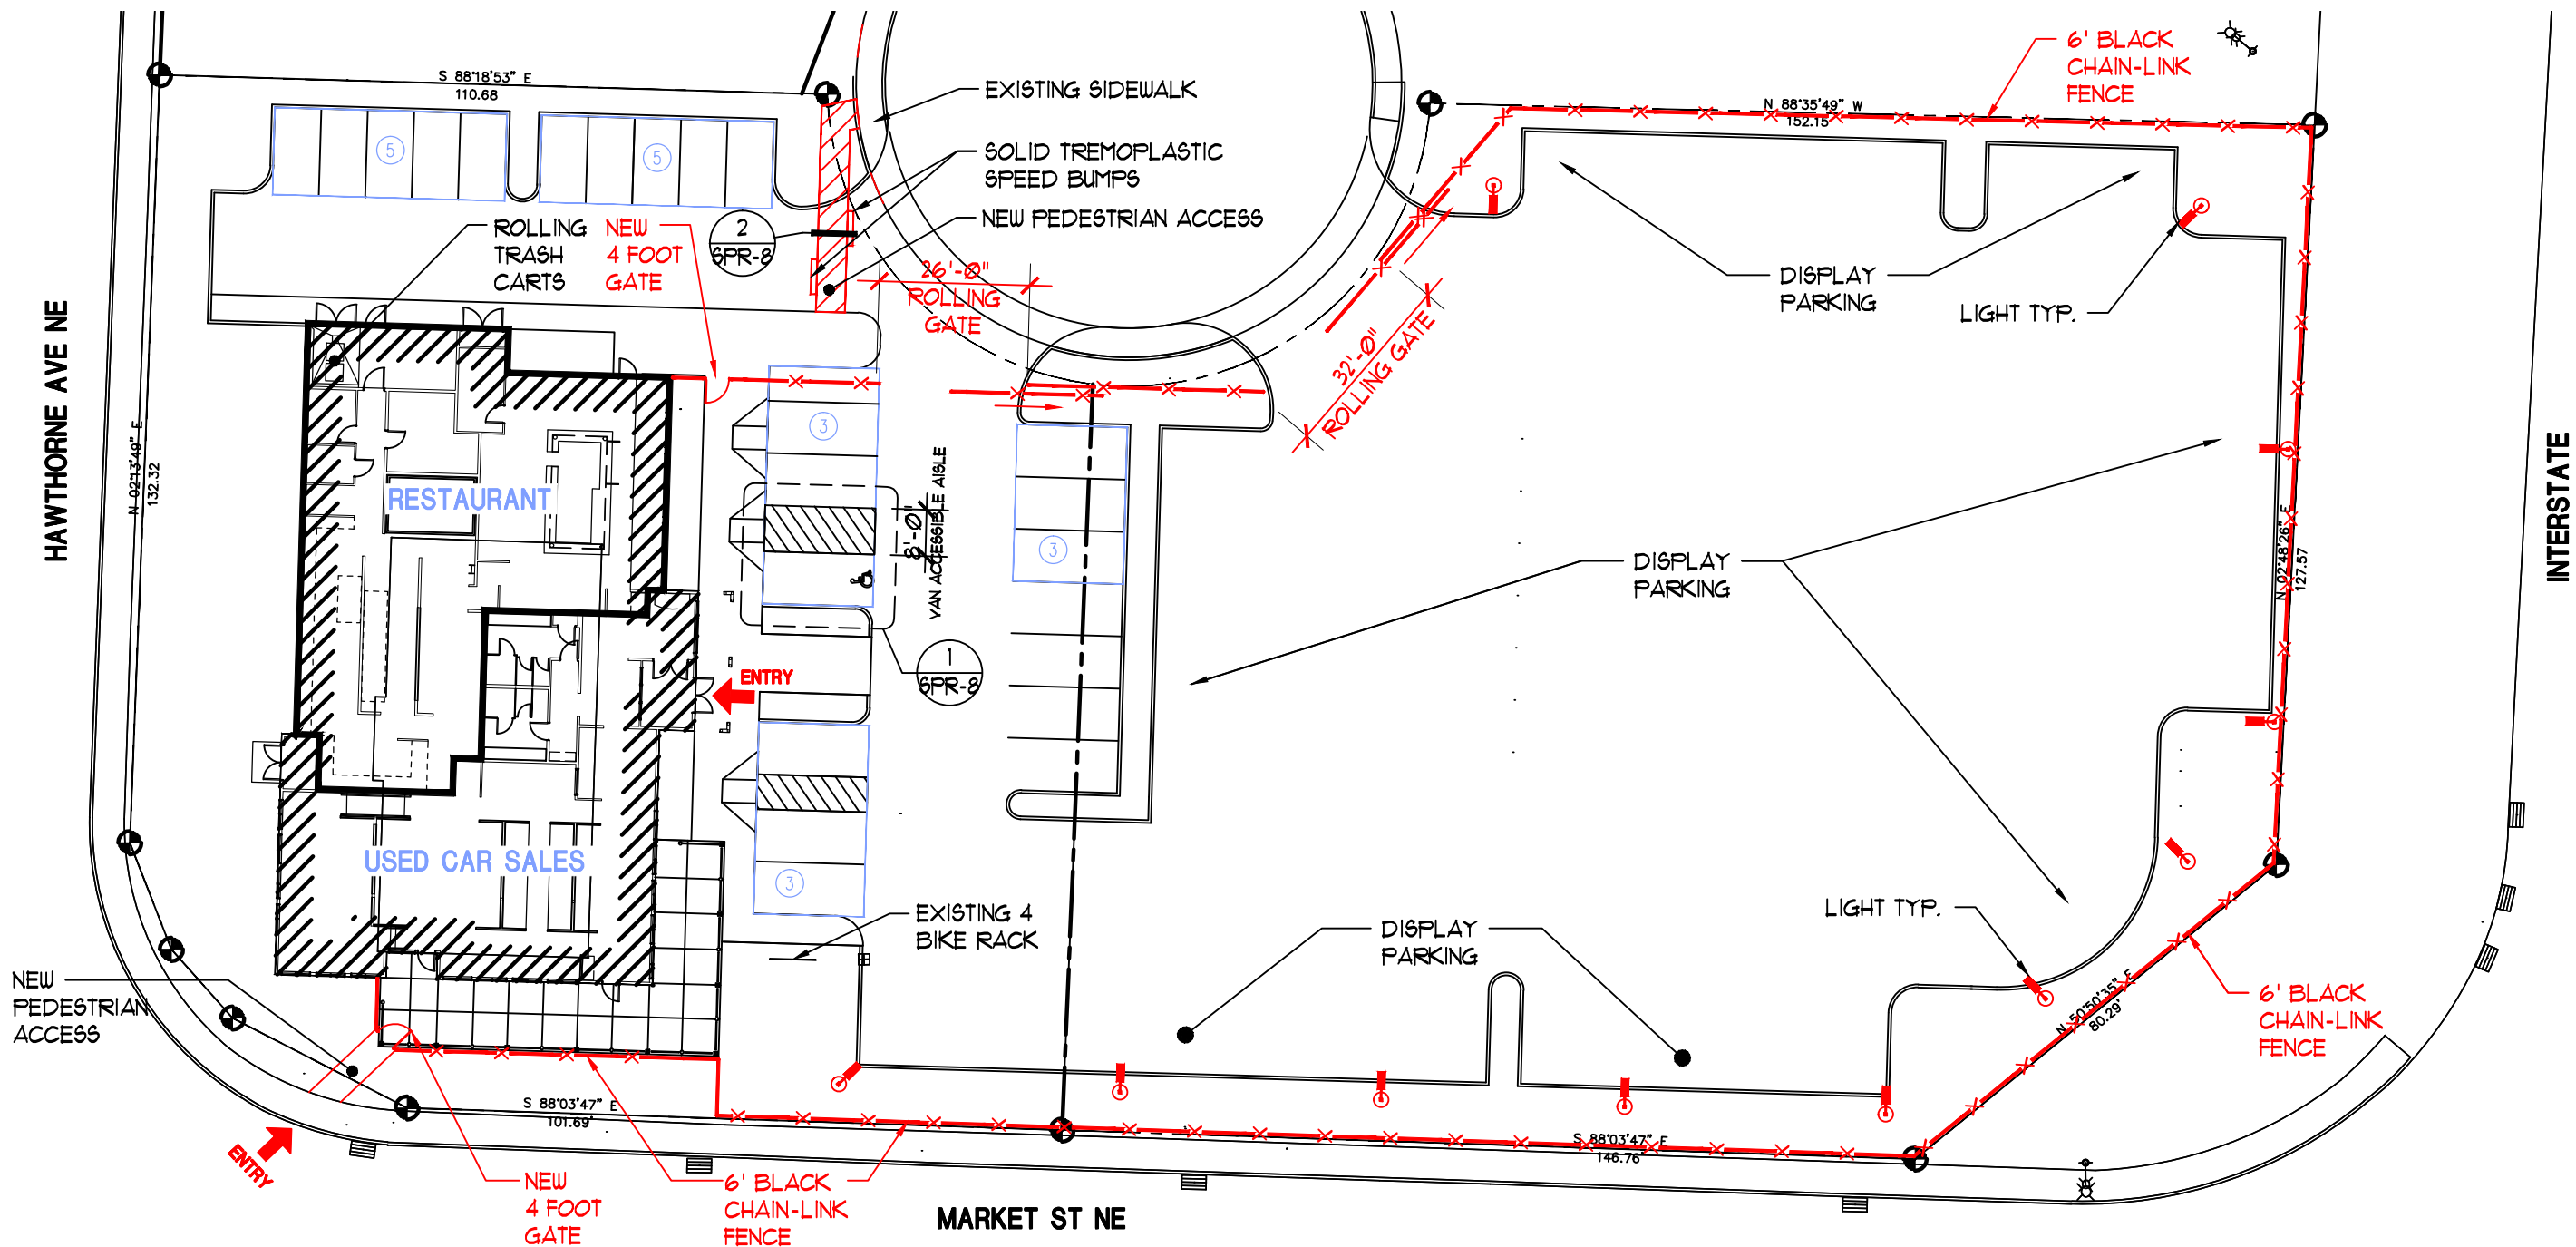 S 88°18'53" E
110.68
EXISTING SIDEWALK
6' BLACK
CHAIN-LINK
FENCE
N 88°35'49" W
152.15
5
5
SOLID TREMOPLASTIC
SPEED BUMPS
NEW PEDESTRIAN ACCESS
ROLLING
TRASH
CARTS
NEW
4 FOOT
GATE
2
SPR-8
26'-0"
ROLLING
GATE
32'-0"
ROLLING GATE
DISPLAY
PARKING
LIGHT TYP.
HAWTHORNE AVE NE
N 02°13'49" E
132.32
RESTAURANT
3
8'-0"
VAN ACCESSIBLE AISLE
3
DISPLAY
PARKING
N 02°48'26" E
127.57
INTERSTATE
1
SPR-8
ENTRY
USED CAR SALES
3
EXISTING 4
BIKE RACK
DISPLAY
PARKING
LIGHT TYP.
NEW
PEDESTRIAN
ACCESS
N 50°50'35" E
80.29'
6' BLACK
CHAIN-LINK
FENCE
S 88°03'47" E
101.69'
S 88°03'47" E
146.76'
ENTRY
NEW
4 FOOT
GATE
6' BLACK
CHAIN-LINK
FENCE
MARKET ST NE